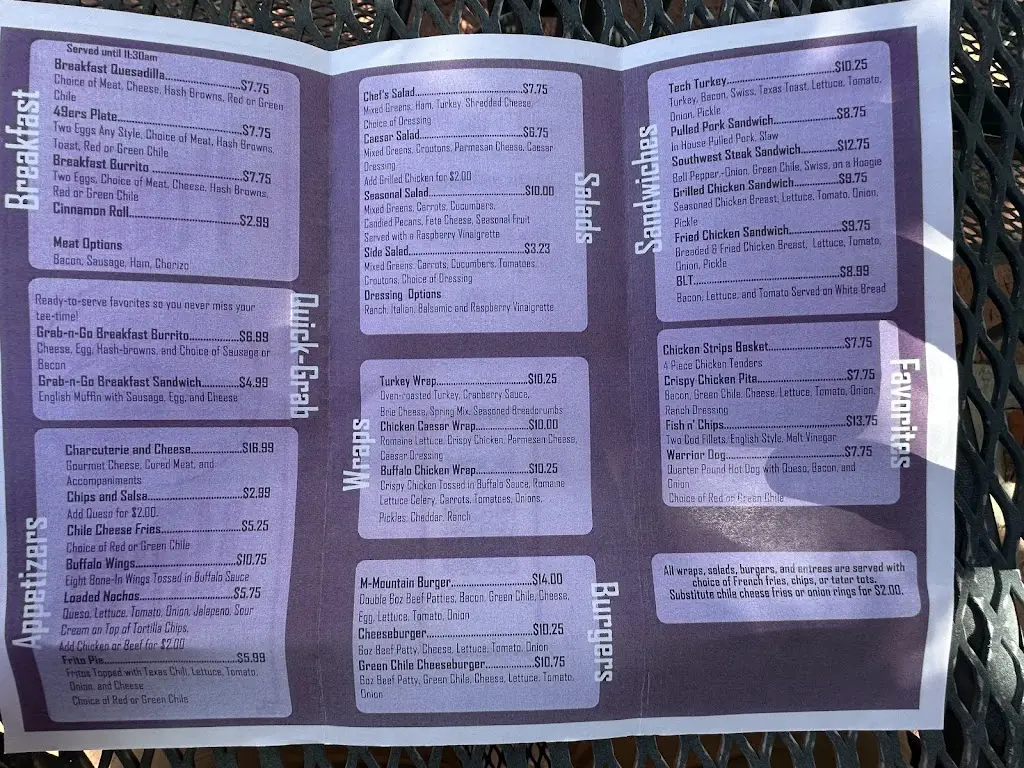 Breakfast
Served until 11:30am
Breakfast Quesadilla.....................$7.75
Choice of Meat, Cheese, Hash Browns, Red or Green
Chile
49ers Plate.....................$7.75
Two Eggs Any Style, Choice of Meat, Hash Browns,
Toast, Red or Green Chile
Breakfast Burrito.....................$7.75
Two Eggs, Choice of Meat, Cheese, Hash Browns,
Red or Green Chile
Cinnamon Roll.....................$2.99
Meat Options
Bacon, Sausage, Ham, Chorizo
Quick-Grab
Ready-to-serve favorites so you never miss your
tee-time!
Grab-n-Go Breakfast Burrito.............$6.99
Cheese, Egg, Hash-browns, and Choice of Sausage or
Bacon
Grab-n-Go Breakfast Sandwich.........$4.99
English Muffin with Sausage, Egg, and Cheese
Appetizers
Charcuterie and Cheese.............$16.99
Gourmet Cheese, Cured Meat, and
Accompaniments
Chips and Salsa.....................$2.99
Add Queso for $2.00.
Chile Cheese Fries.....................$5.25
Choice of Red or Green Chile
Buffalo Wings.....................$10.75
Eight Bone-In Wings Tossed in Buffalo Sauce
Loaded Nachos.....................$5.75
Queso, Lettuce, Tomato, Onion, Jalapeno, Sour
Cream on Top of Tortilla Chips,
Add Chicken or Beef for $2.00
Frito Pie.....................$5.99
Fritos Topped with Texas Chili, Lettuce, Tomato,
Onion, and Cheese
Choice of Red or Green Chile
Salads
Chef's Salad.....................$7.75
Mixed Greens, Ham, Turkey, Shredded Cheese
Choice of Dressing
Caesar Salad.....................$6.75
Mixed Greens, Croutons, Parmesan Cheese, Caesar
Dressing
Add Grilled Chicken for $2.00
Seasonal Salad.....................$10.00
Mixed Greens, Carrots, Cucumbers,
Candied Pecans, Feta Cheese, Seasonal Fruit
Served with a Raspberry Vinaigrette
Side Salad.....................$3.23
Mixed Greens, Carrots, Cucumbers, Tomatoes,
Croutons, Choice of Dressing
Dressing Options
Ranch, Italian, Balsamic and Raspberry Vinaigrette
Wraps
Turkey Wrap.....................$10.25
Oven-roasted Turkey, Cranberry Sauce,
Brie Cheese, Spring Mix, Seasoned Breadcrumbs
Chicken Caesar Wrap.....................$10.00
Romaine Lettuce, Crispy Chicken, Parmesan Cheese,
Caesar Dressing
Buffalo Chicken Wrap.....................$10.25
Crispy Chicken Tossed in Buffalo Sauce, Romaine
Lettuce Celery, Carrots, Tomatoes, Onions,
Pickles, Cheddar, Ranch
Burgers
M-Mountain Burger.....................$14.00
Double 6oz Beef Patties, Bacon, Green Chile, Cheese,
Egg, Lettuce, Tomato, Onion
Cheeseburger.....................$10.25
6oz Beef Patty, Cheese, Lettuce, Tomato, Onion
Green Chile Cheeseburger.............$10.75
6oz Beef Patty, Green Chile, Cheese, Lettuce, Tomato,
Onion
Sandwiches
Tech Turkey.....................$10.25
Turkey, Bacon, Swiss, Texas Toast, Lettuce, Tomato,
Onion, Pickle
Pulled Pork Sandwich.....................$8.75
In House Pulled Pork, Slaw
Southwest Steak Sandwich.............$12.75
Bell Pepper,-Onion, Green Chile, Swiss, on a Hoagie
Grilled Chicken Sandwich.............$9.75
Seasoned Chicken Breast, Lettuce, Tomato, Onion,
Pickle
Fried Chicken Sandwich.....................$9.75
Breaded & Fried Chicken Breast, Lettuce, Tomato,
Onion, Pickle
BLT.....................$8.99
Bacon, Lettuce, and Tomato Served on White Bread
Favorites
Chicken Strips Basket.....................$7.75
4 Piece Chicken Tenders
Crispy Chicken Pita.....................$7.75
Bacon, Green Chile, Cheese, Lettuce, Tomato, Onion,
Ranch Dressing
Fish n' Chips.....................$13.75
Two Cod Fillets, English Style, Malt Vinegar
Warrior Dog.....................$7.75
Quarter Pound Hot Dog with Queso, Bacon, and
Onion
Choice of Red or Green Chile
All wraps, salads, burgers, and entrees are served with
choice of French fries, chips, or tater tots.
Substitute chile cheese fries or onion rings for $2.00.